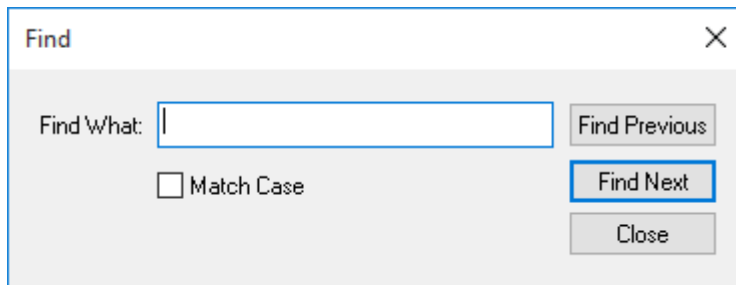 Find
Find What:
Find Previous
Match Case
Find Next
Close